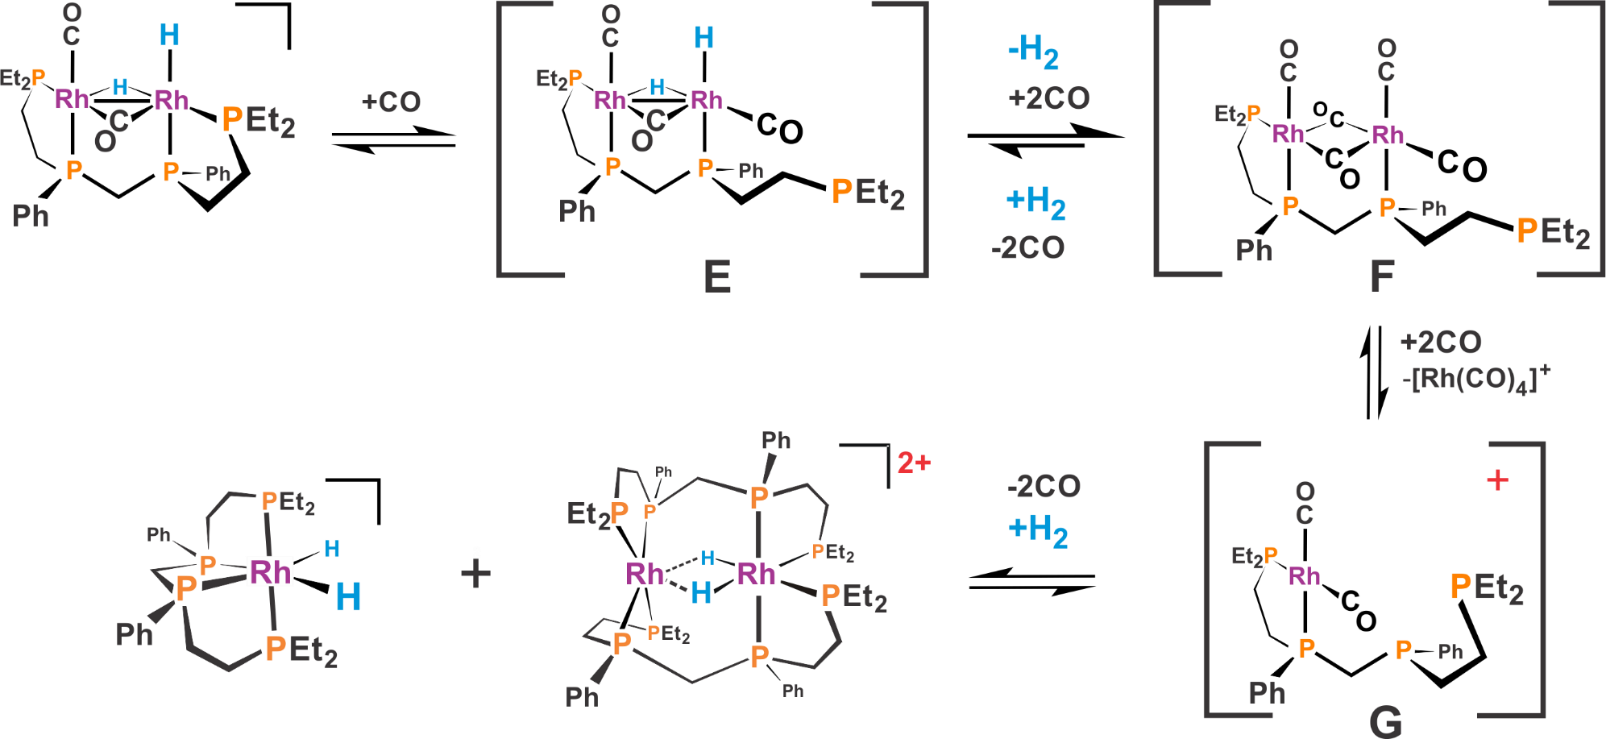 O
C
H
Et₂P
H
Rh
Rh
C
O
PEt₂
P
P
Ph
Ph
+CO
O
C
H
Et₂P
H
Rh
Rh
C
O
CO
P
P
Ph
Ph
PEt₂
E
-H₂
+2CO
+H₂
-2CO
O
C
O
C
Et₂P
O
C
Rh
Rh
C
O
CO
P
P
Ph
Ph
PEt₂
F
+2CO
-[Rh(CO)₄]⁺
PEt₂
Ph
P
H
Rh
P
H
Ph
PEt₂
+
Ph
Ph
P
Et₂P
P
2+
H
PEt₂
Rh
Rh
H
PEt₂
PEt₂
P
P
Ph
Ph
-2CO
+H₂
+
O
C
Et₂P
Rh
CO
PEt₂
P
P
Ph
Ph
G